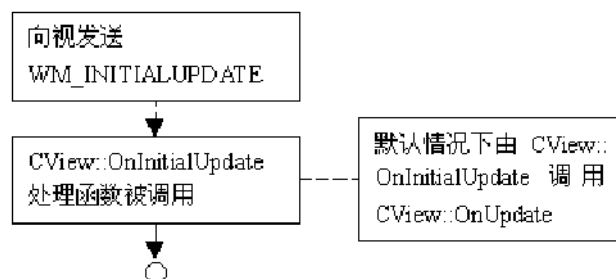 向视发送
WM_INITIALUPDATE
CView::OnInitialUpdate
处理函数被调用
默认情况下由 CView::
OnInitialUpdate 调 用
CView::OnUpdate